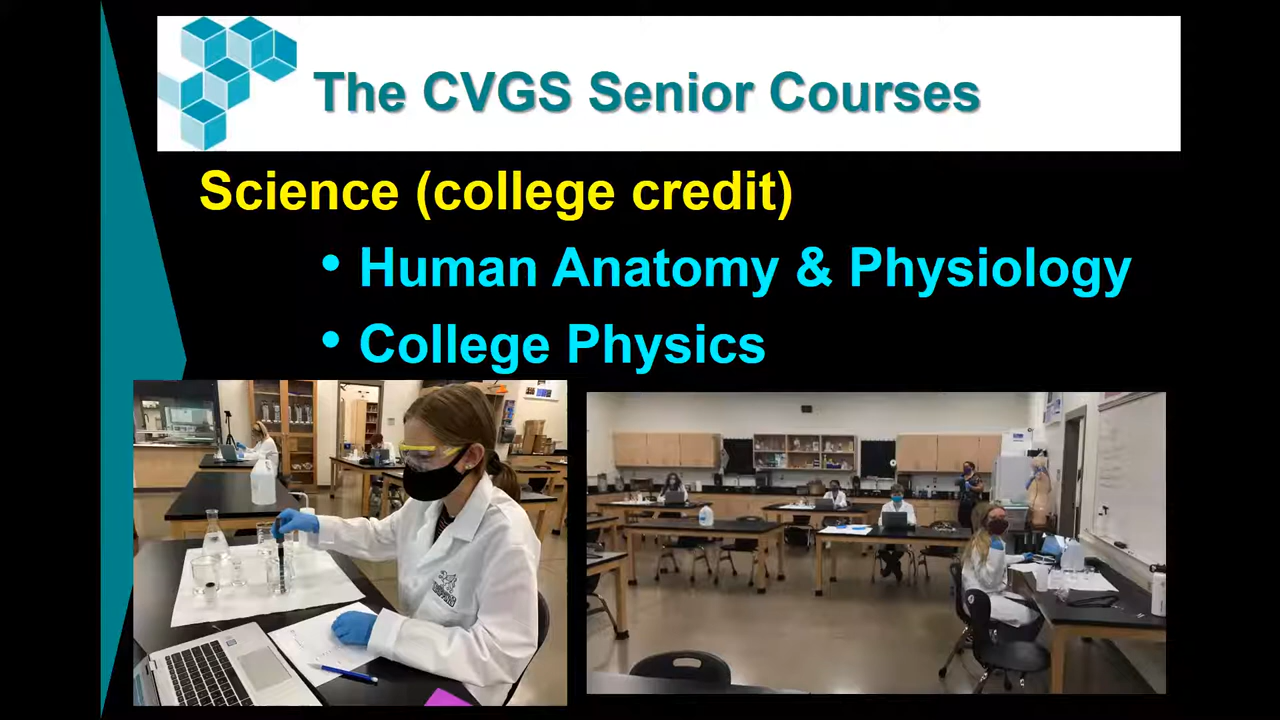 The CVGS Senior Courses
Science (college credit)
• Human Anatomy & Physiology
• College Physics